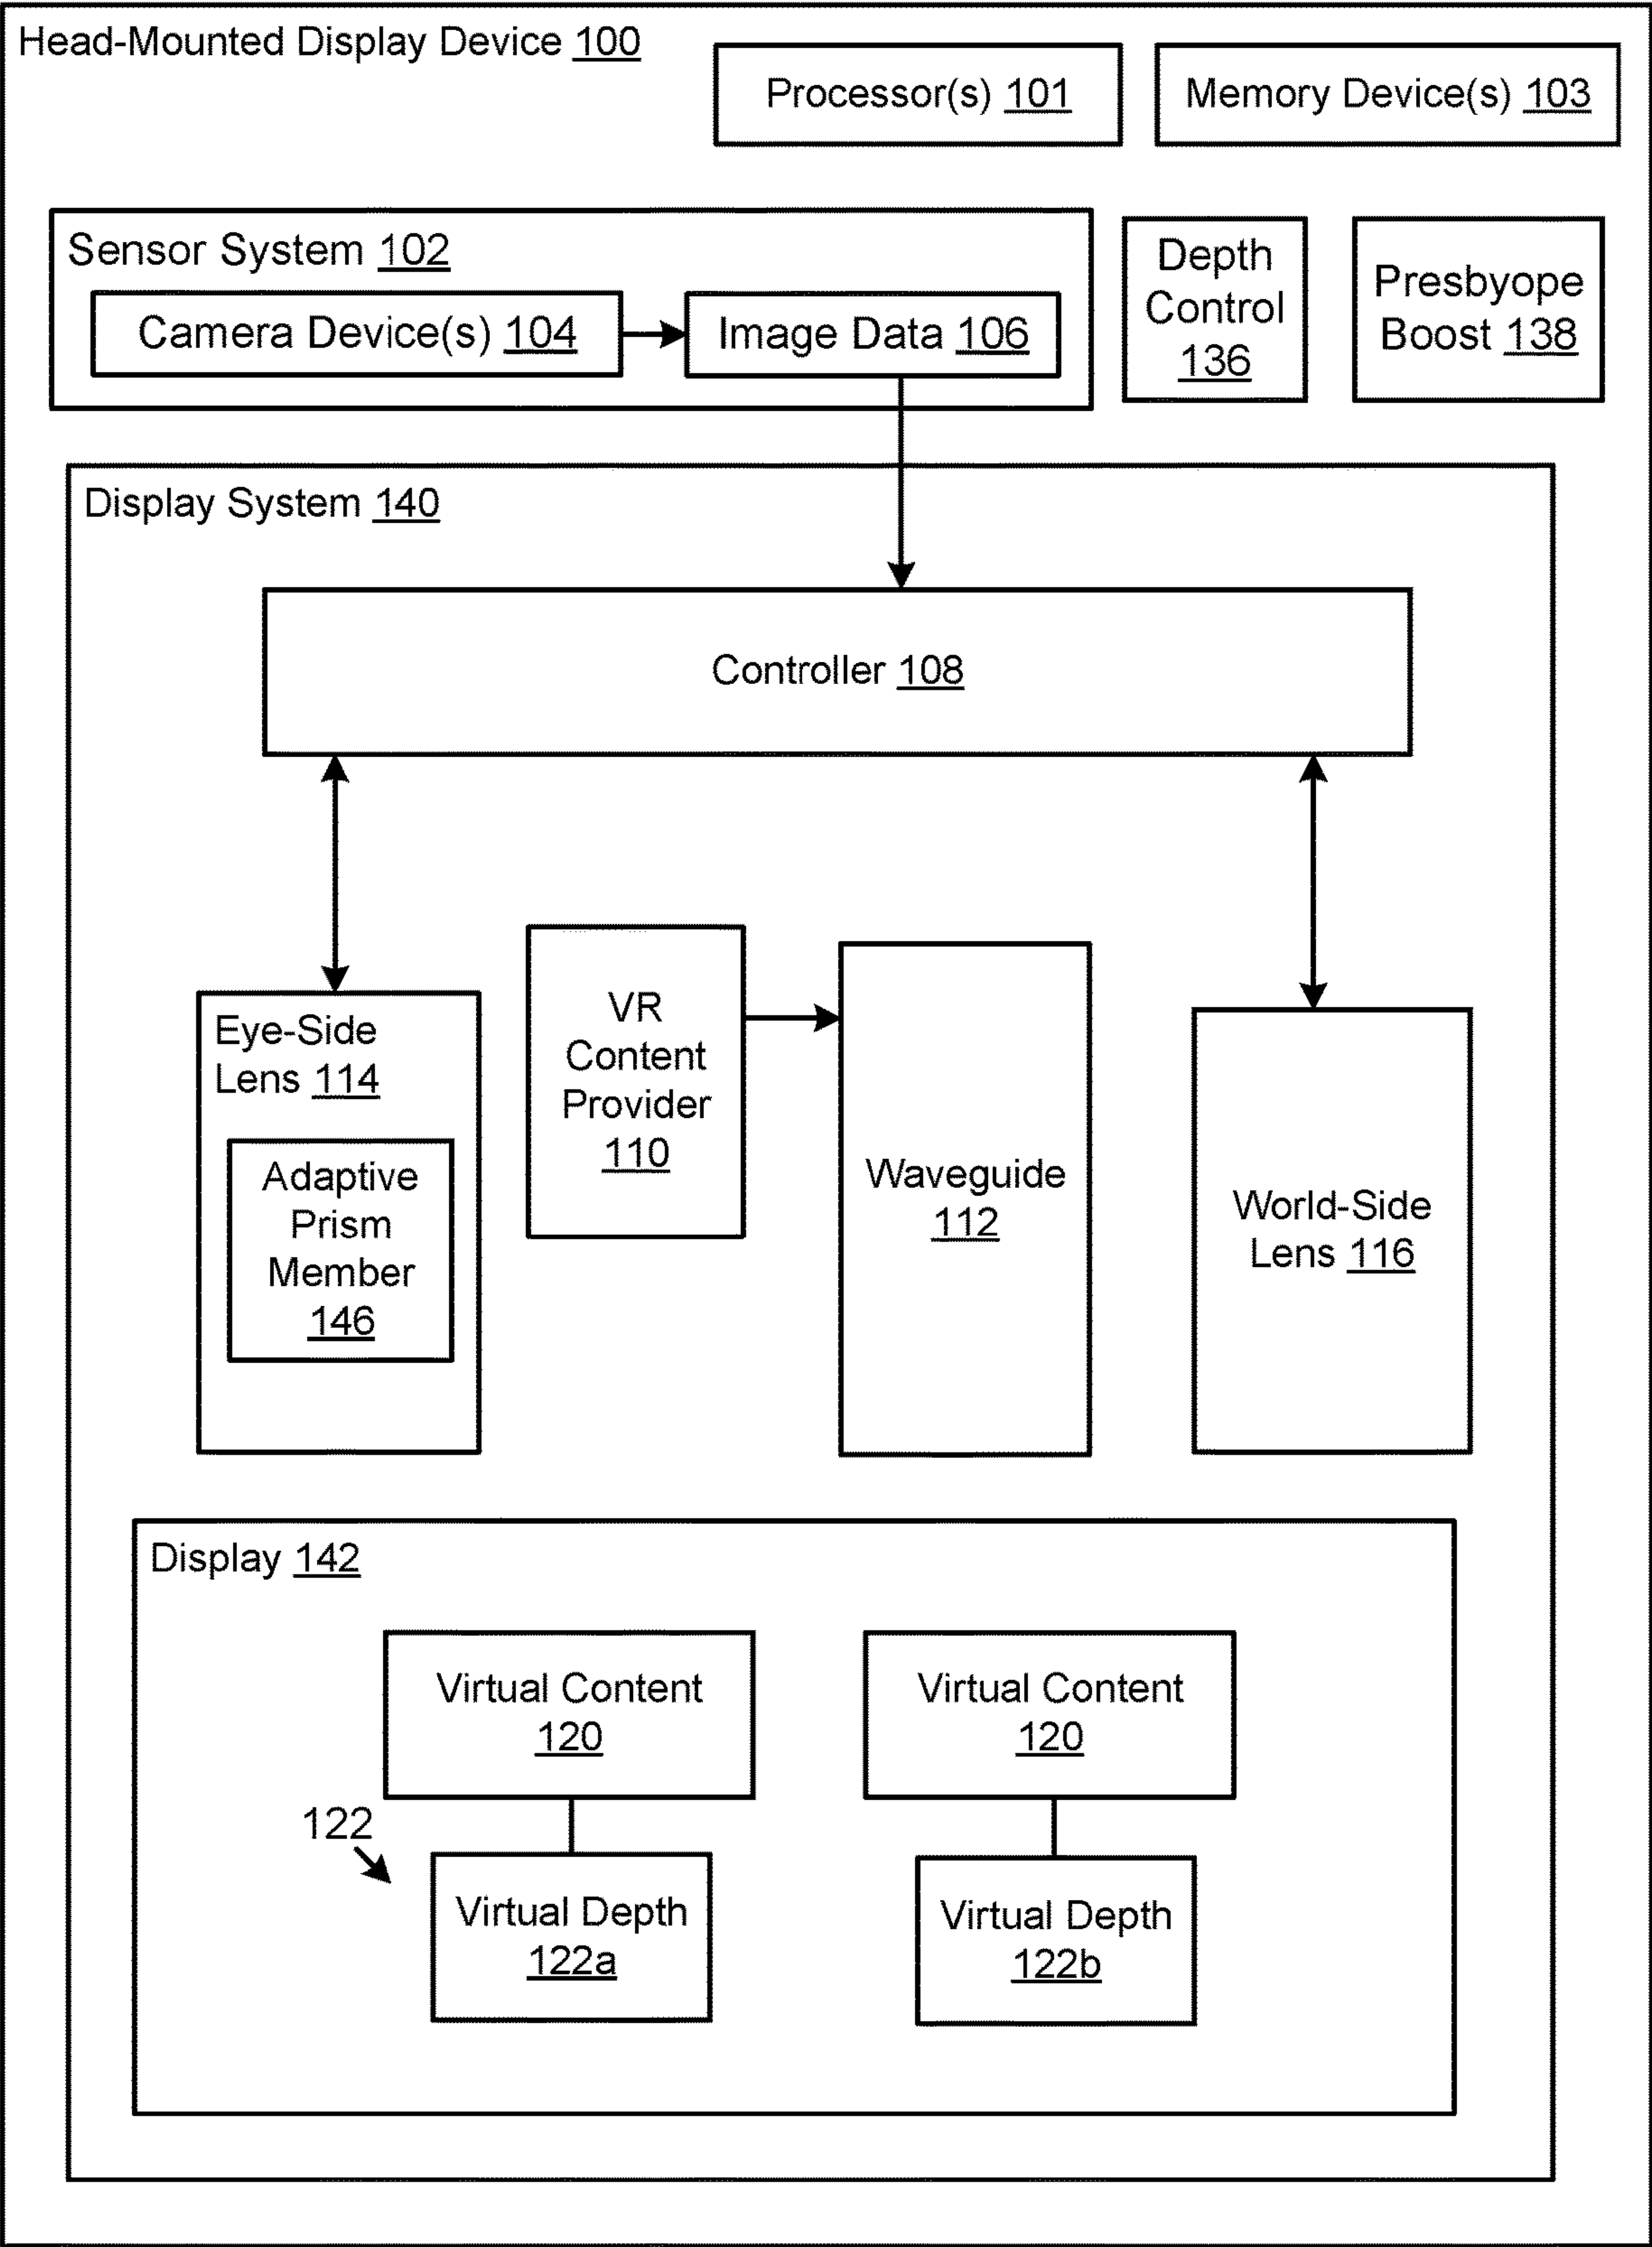 Head-Mounted Display Device 100
Processor(s) 101
Memory Device(s) 103
Sensor System 102
Camera Device(s) 104
Image Data 106
Depth
Control
136
Presbyope
Boost 138
Display System 140
Controller 108
Eye-Side
Lens 114
Adaptive
Prism
Member
146
VR
Content
Provider
110
Waveguide
112
World-Side
Lens 116
Display 142
Virtual Content
120
Virtual Content
120
122
Virtual Depth
122a
Virtual Depth
122b